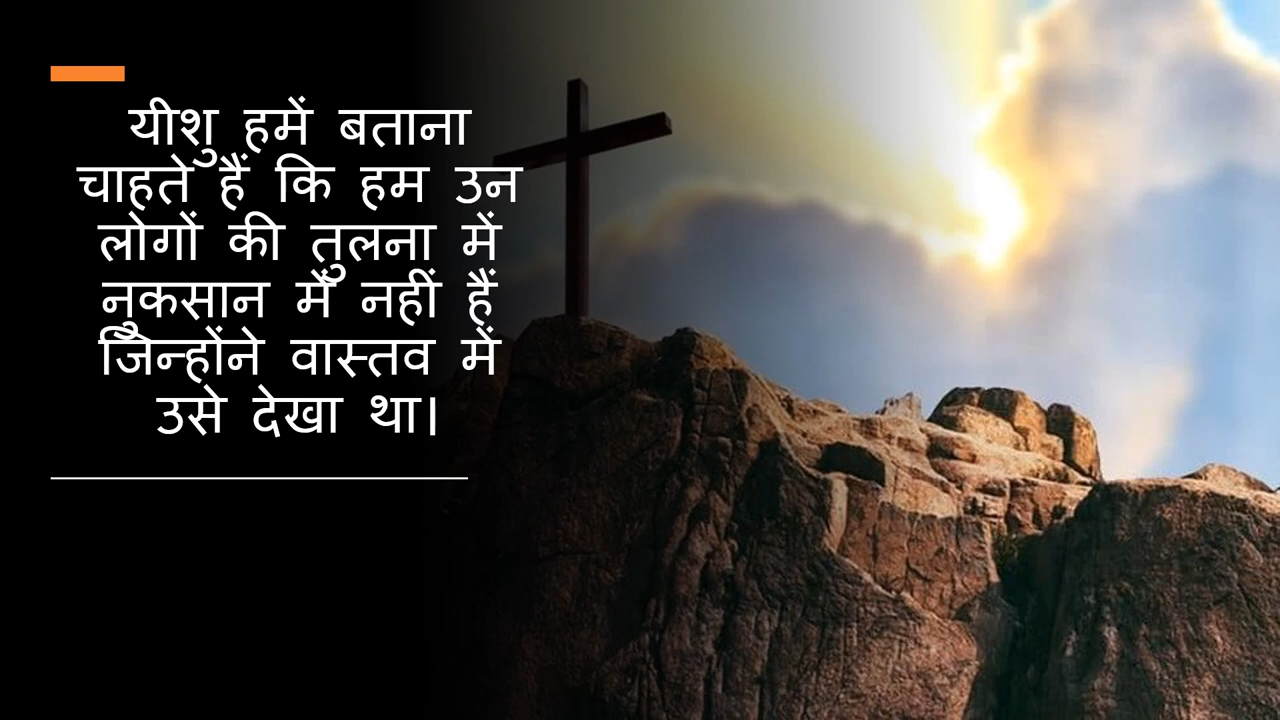 यीशु हमें बताना
चाहते हैं कि हम उन
लोगों की तुलना में
नुकसान में नहीं हैं
जिन्होंने वास्तव में
उसे देखा था।